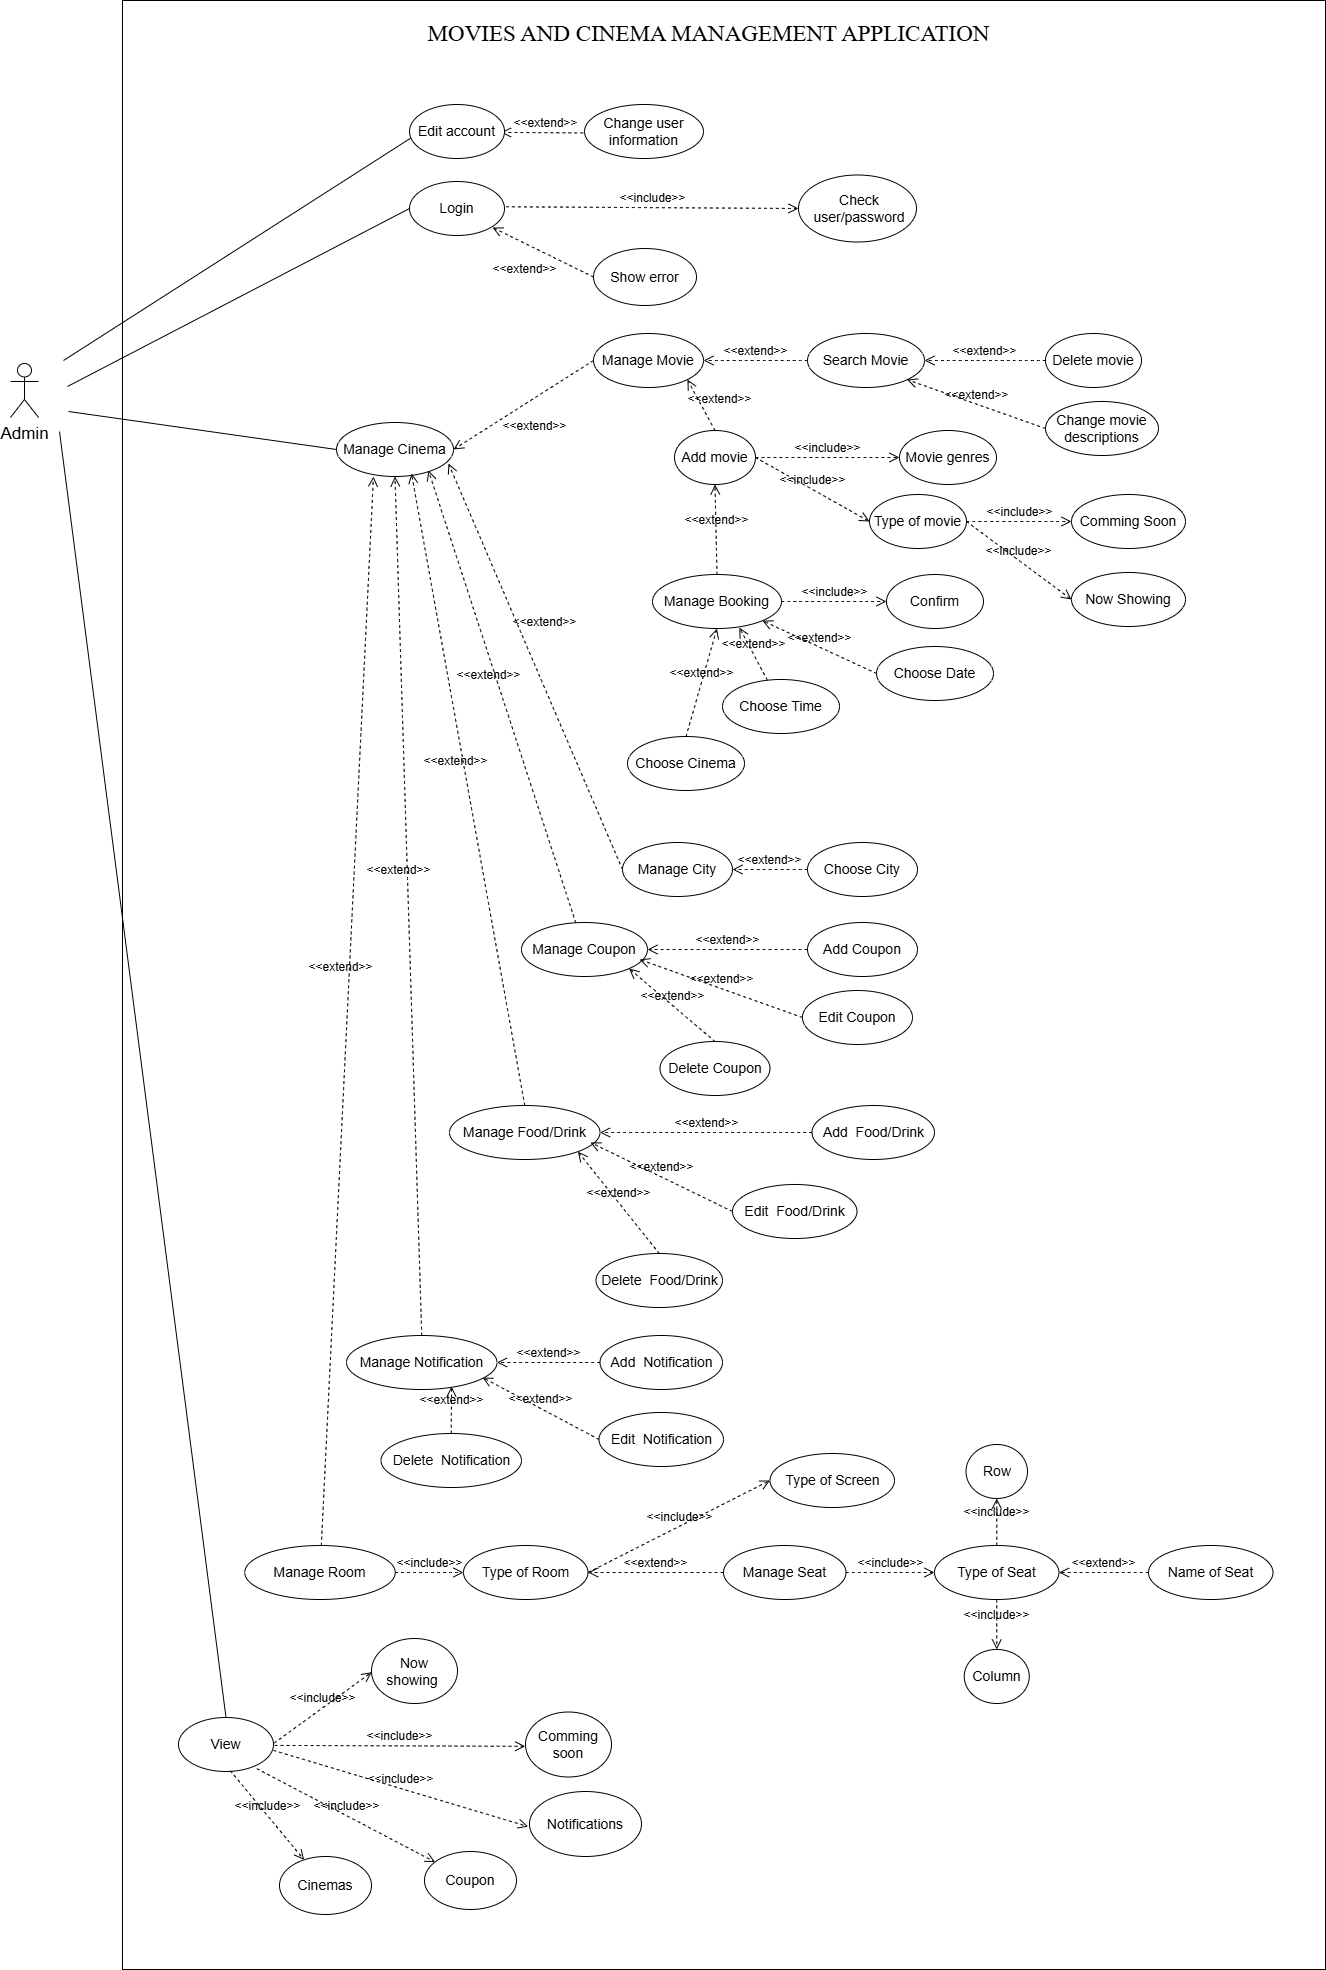 MOVIES AND CINEMA MANAGEMENT APPLICATION
Edit account
<<extend>>
Change user
information
Login
<<include>>
Check
user/password
<<extend>>
Show error
Admin
Manage Cinema
<<extend>>
Manage Movie
<<extend>>
Search Movie
<<extend>>
Delete movie
<<extend>>
Change movie
descriptions
<<extend>>
Add movie
<<include>>
Movie genres
<<include>>
Type of movie
<<include>>
Comming Soon
<<include>>
Now Showing
<<extend>>
Manage Booking
<<include>>
Confirm
<<extend>>
Choose Date
<<extend>>
Choose Time
<<extend>>
Choose Cinema
<<extend>>
Manage City
<<extend>>
Choose City
<<extend>>
Manage Coupon
<<extend>>
Add Coupon
<<extend>>
Edit Coupon
<<extend>>
Delete Coupon
<<extend>>
Manage Food/Drink
<<extend>>
Add  Food/Drink
<<extend>>
Edit  Food/Drink
<<extend>>
Delete  Food/Drink
<<extend>>
Manage Notification
<<extend>>
Add  Notification
<<extend>>
Edit  Notification
<<extend>>
Delete  Notification
<<extend>>
Manage Room
<<include>>
Type of Room
<<include>>
Type of Screen
<<extend>>
Manage Seat
<<include>>
Type of Seat
<<include>>
Row
<<extend>>
Name of Seat
<<include>>
Column
View
<<include>>
Now
showing
<<include>>
Comming
soon
<<include>>
Notifications
<<include>>
Coupon
<<include>>
Cinemas